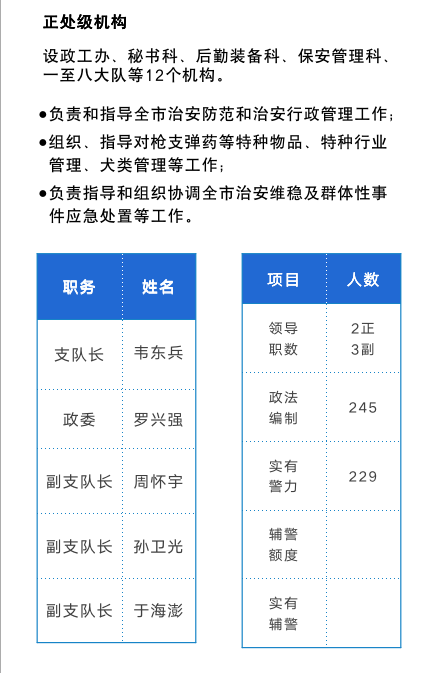 正处级机构
设政工办、秘书科、后勤装备科、保安管理科、
一至八大队等12个机构。
●负责和指导全市治安防范和治安行政管理工作；
●组织、指导对枪支弹药等特种物品、特种行业
管理、犬类管理等工作；
●负责指导和组织协调全市治安维稳及群体性事
件应急处置等工作。
职务 姓名
支队长 韦东兵
政委 罗兴强
副支队长 周怀宇
副支队长 孙卫光
副支队长 于海澎
项目 人数
领导 2正
职数 3副
政法
编制 245
实有
警力 229
辅警
额度
实有
辅警